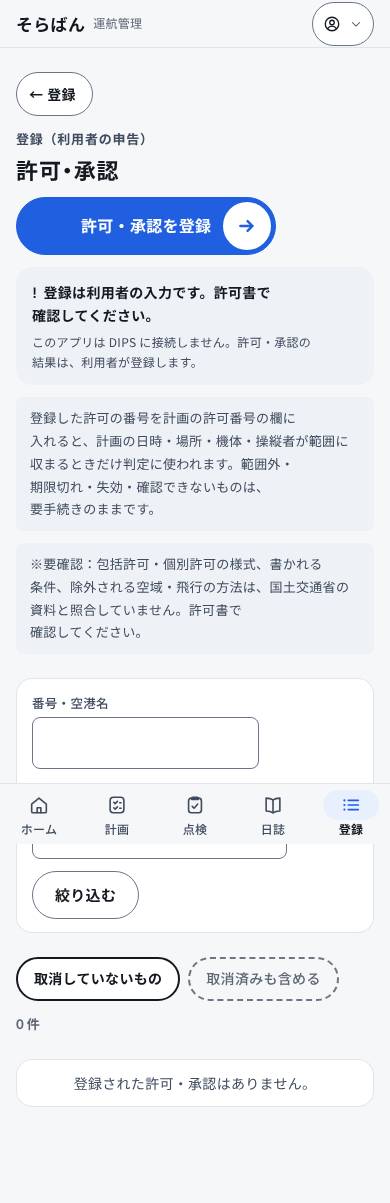 そらばん 運航管理
← 登録
登録（利用者の申告）
許可・承認
許可・承認を登録 →
! 登録は利用者の入力です。許可書で
確認してください。
このアプリは DIPS に接続しません。許可・承認の
結果は、利用者が登録します。
登録した許可の番号を計画の許可番号の欄に
入れると、計画の日時・場所・機体・操縦者が範囲に
収まるときだけ判定に使われます。範囲外・
期限切れ・失効・確認できないものは、
要手続きのままです。
※要確認：包括許可・個別許可の様式、書かれる
条件、除外される空域・飛行の方法は、国土交通省の
資料と照合していません。許可書で
確認してください。
番号・空港名
ホーム 計画 点検 日誌 登録
絞り込む
取消していないもの 取消済みも含める
0 件
登録された許可・承認はありません。